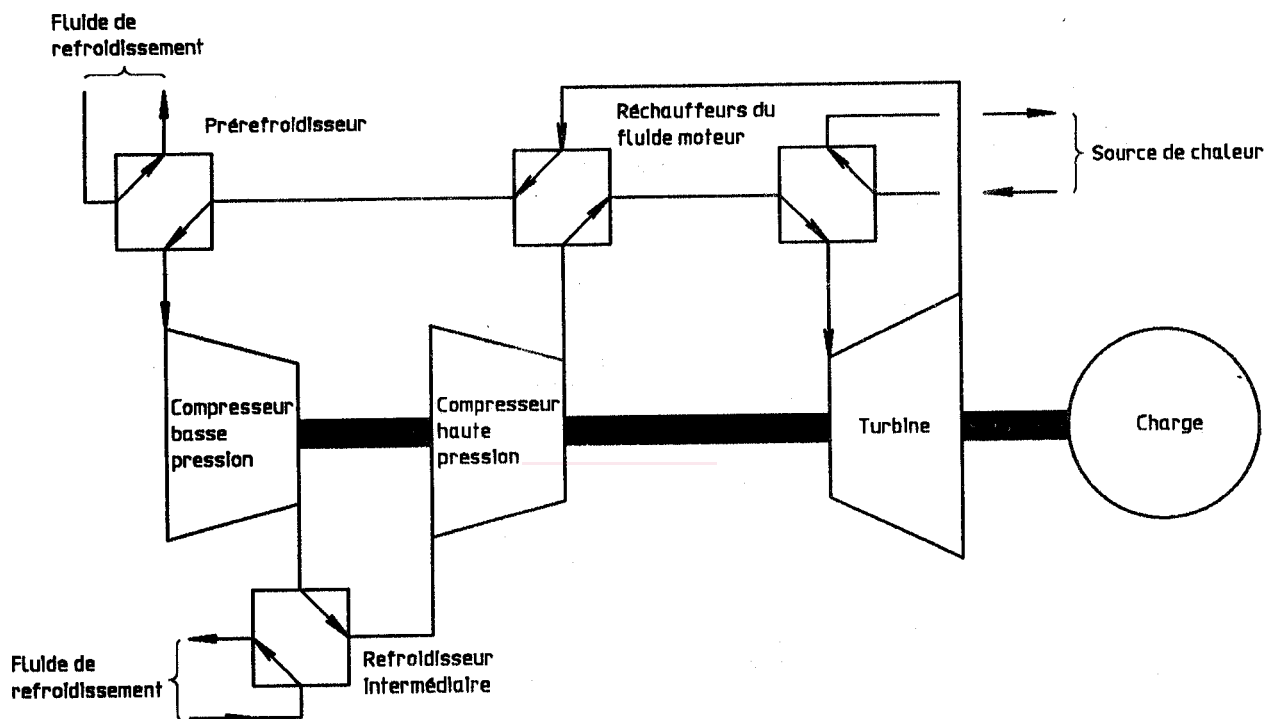 Fluide de
refroidissement
Prérefroidisseur
Réchauffeurs du
fluide moteur
Source de chaleur
Compresseur
basse
pression
Compresseur
haute
pression
Turbine
Charge
Fluide de
refroidissement
Refroidisseur
intermédiaire